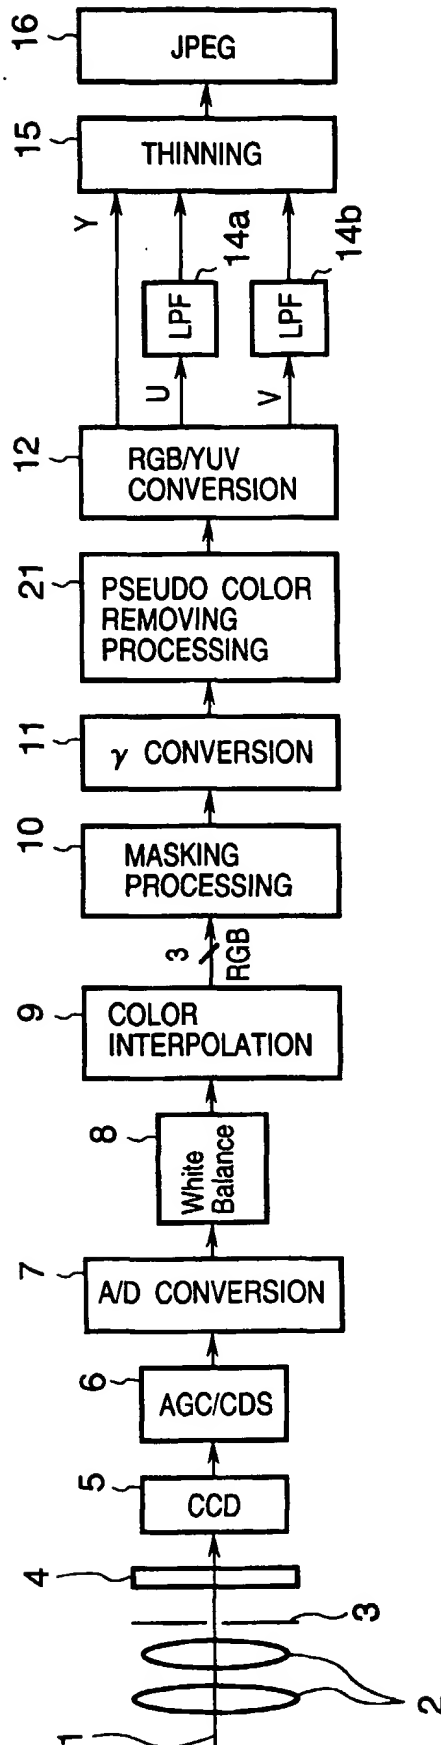 16
JPEG
15
THINNING
Y
14a
14b
LPF
LPF
U
V
12
RGB/YUV
CONVERSION
21
PSEUDO COLOR
REMOVING
PROCESSING
11
γ CONVERSION
10
MASKING
PROCESSING
3
RGB
9
COLOR
INTERPOLATION
8
White
Balance
7
A/D CONVERSION
6
AGC/CDS
5
CCD
4
3
2
1